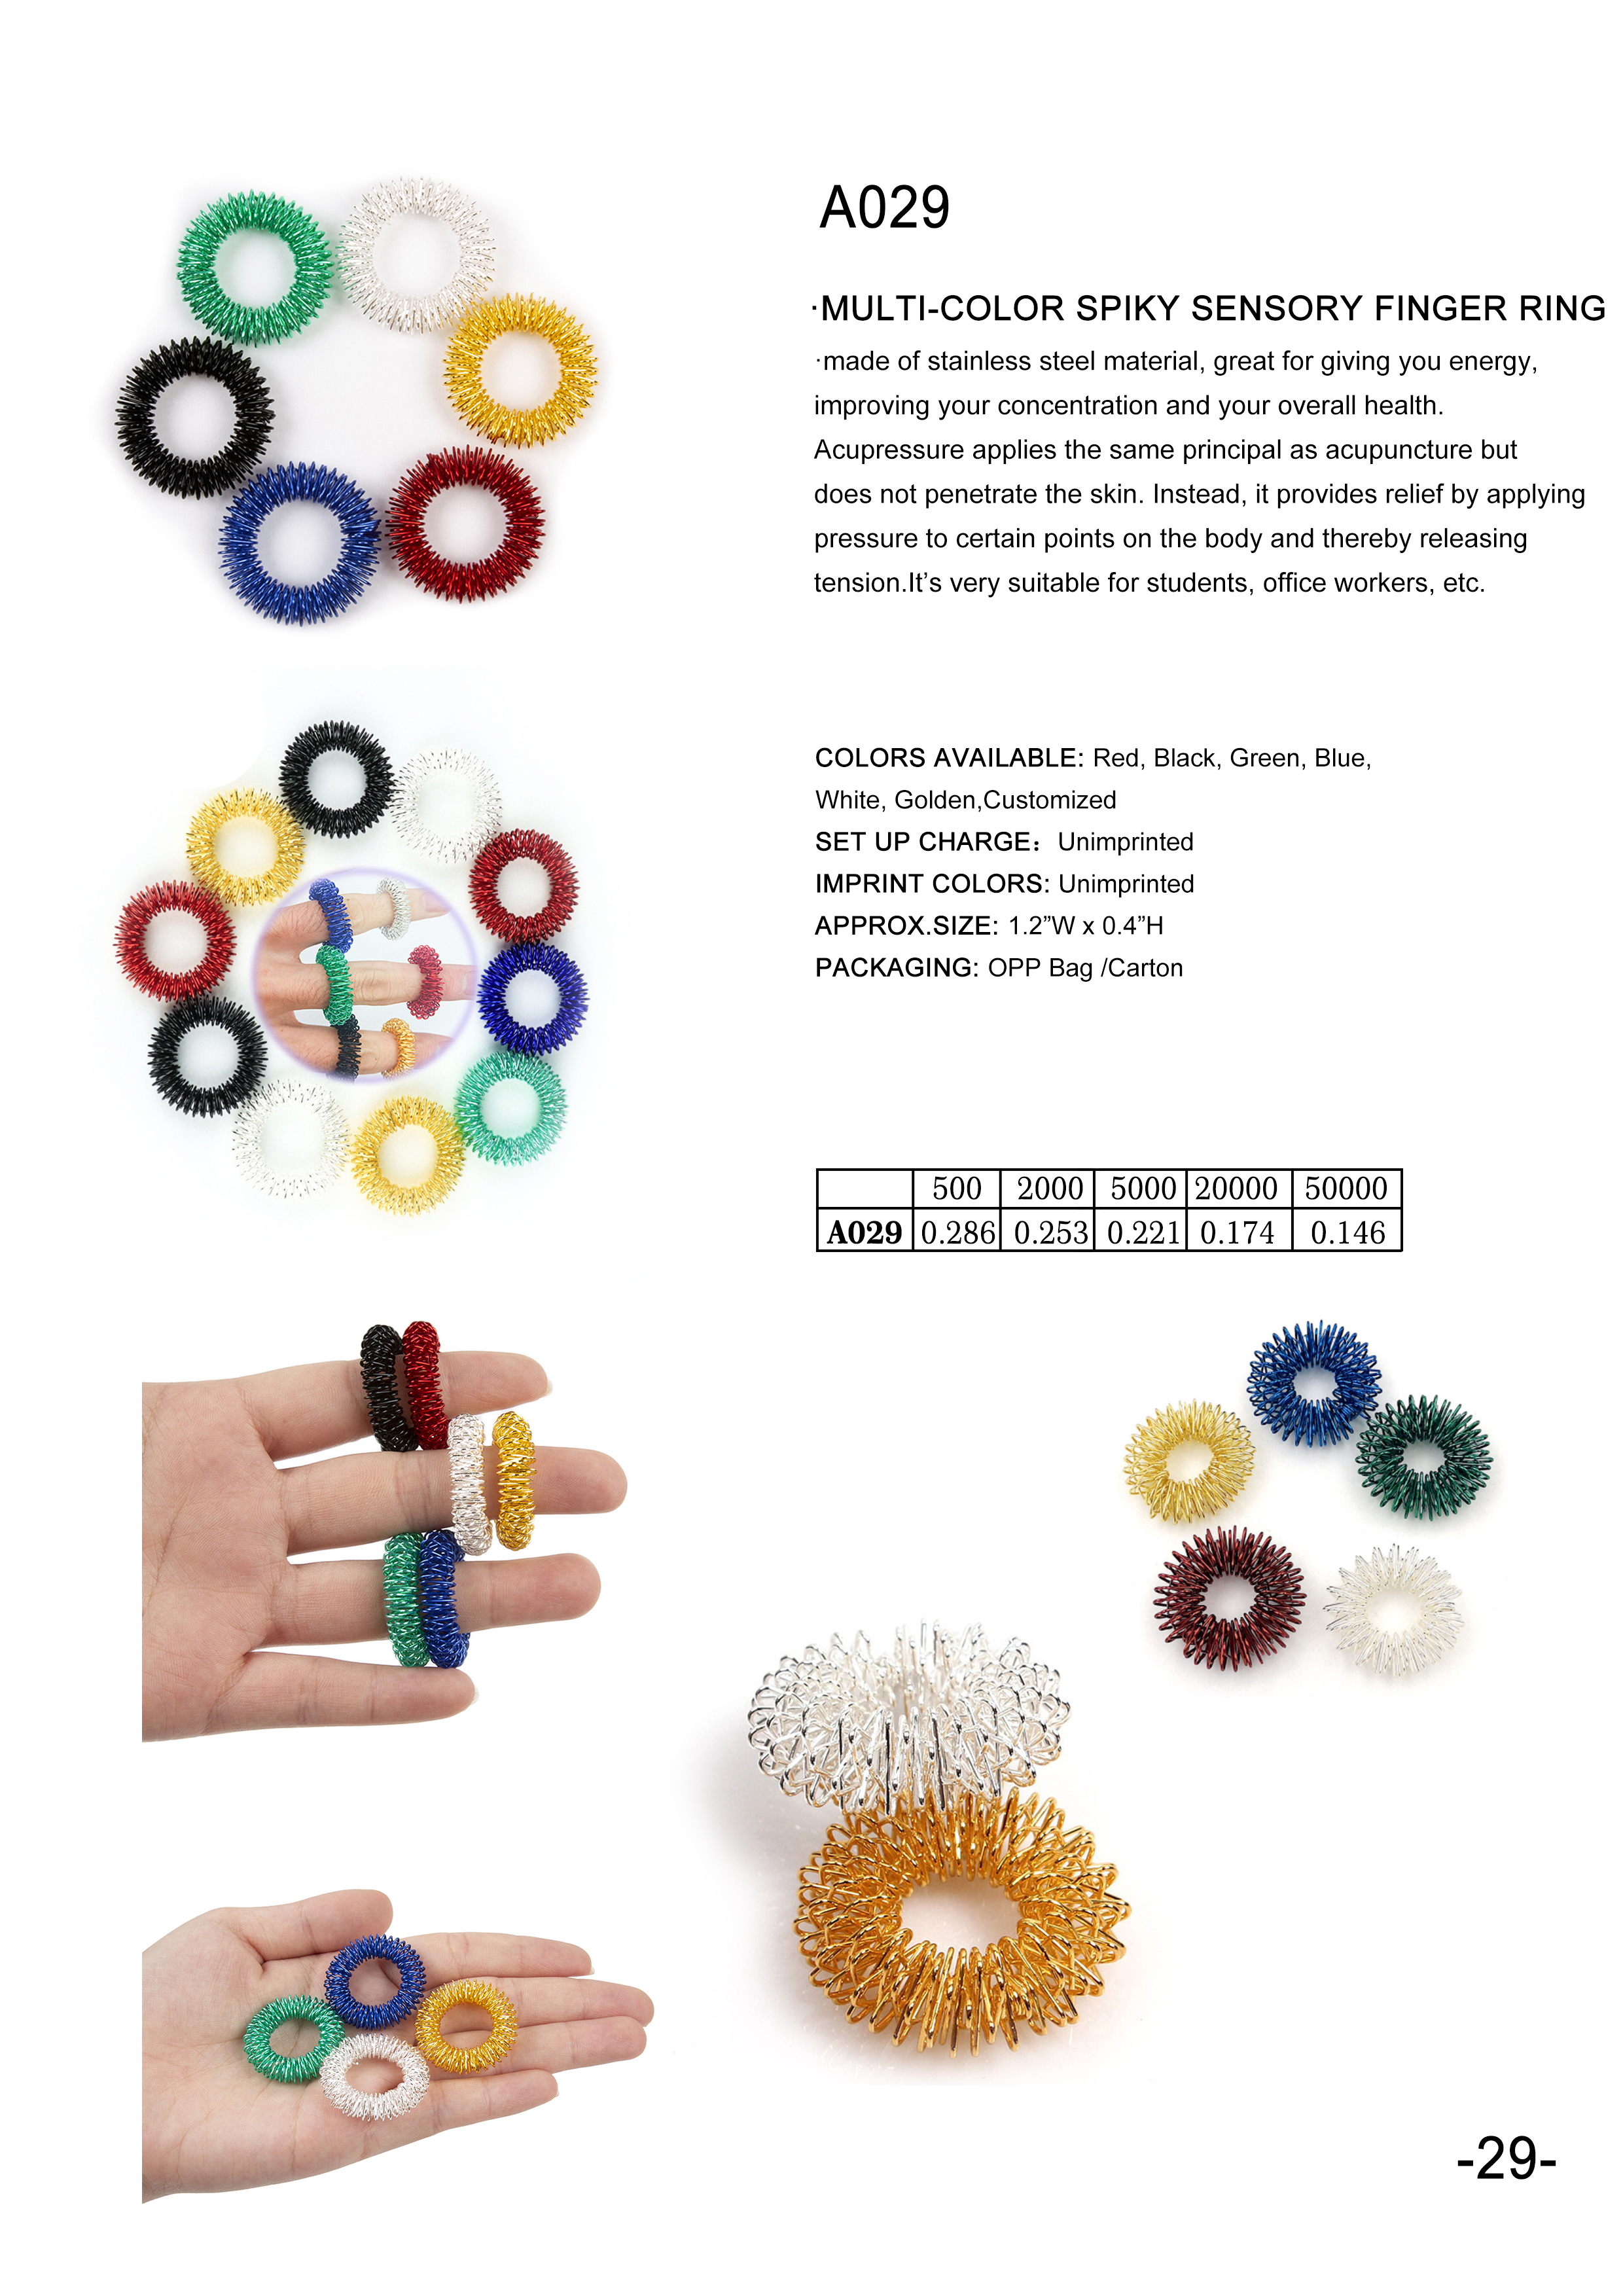 A029
·MULTI-COLOR SPIKY SENSORY FINGER RING
·made of stainless steel material, great for giving you energy,
improving your concentration and your overall health.
Acupressure applies the same principal as acupuncture but
does not penetrate the skin. Instead, it provides relief by applying
pressure to certain points on the body and thereby releasing
tension.It’s very suitable for students, office workers, etc.
COLORS AVAILABLE: Red, Black, Green, Blue,
White, Golden,Customized
SET UP CHARGE：Unimprinted
IMPRINT COLORS: Unimprinted
APPROX.SIZE: 1.2”W x 0.4”H
PACKAGING: OPP Bag /Carton
500 2000 5000 20000 50000
A029 0.286 0.253 0.221 0.174 0.146
-29-